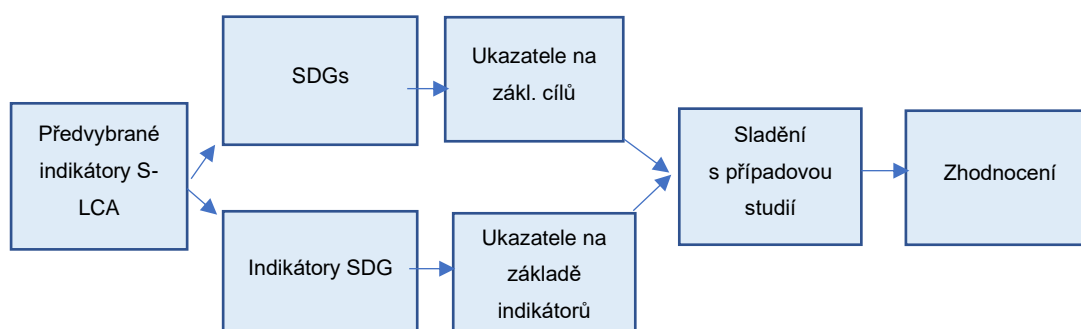 Předvybrané
indikátory S-
LCA
SDGs
Ukazatele na
zákl. cílů
Indikátory SDG
Ukazatele na
základě
indikátorů
Sladění
s případovou
studií
Zhodnocení